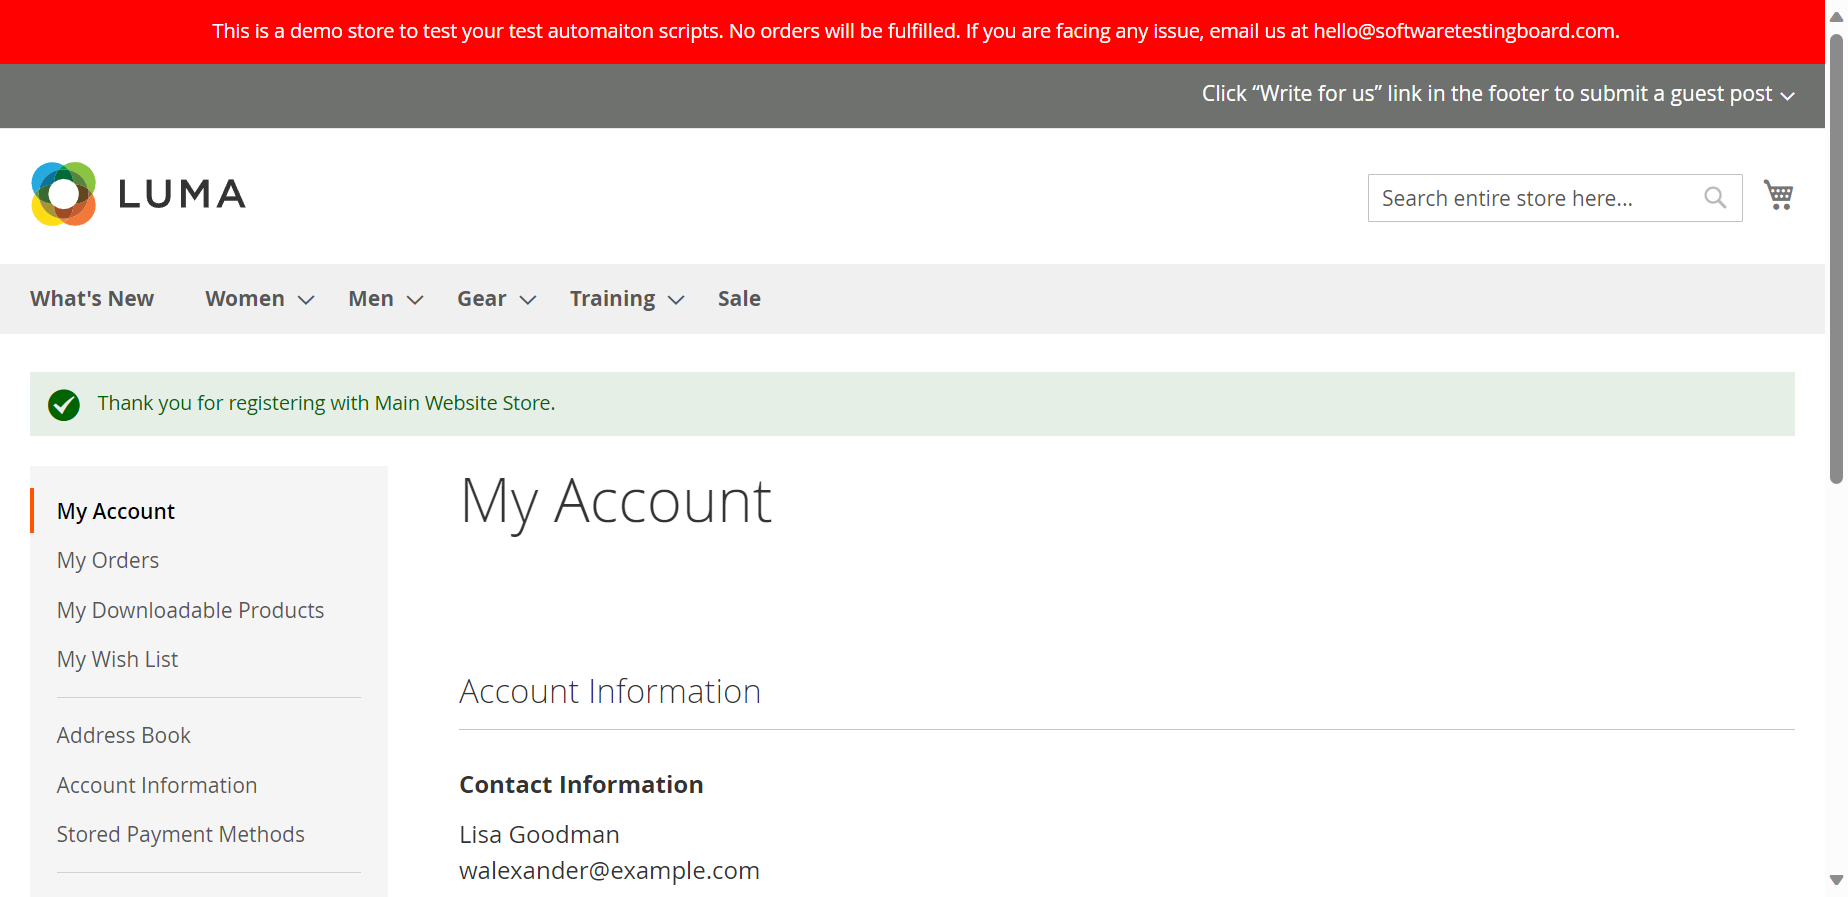 This is a demo store to test your test automaiton scripts. No orders will be fulfilled. If you are facing any issue, email us at hello@softwaretestingboard.com.
Click “Write for us” link in the footer to submit a guest post
LUMA
Search entire store here...
What's New Women Men Gear Training Sale
Thank you for registering with Main Website Store.
My Account
My Orders
My Downloadable Products
My Wish List
Address Book
Account Information
Stored Payment Methods
My Account
Account Information
Contact Information
Lisa Goodman
walexander@example.com